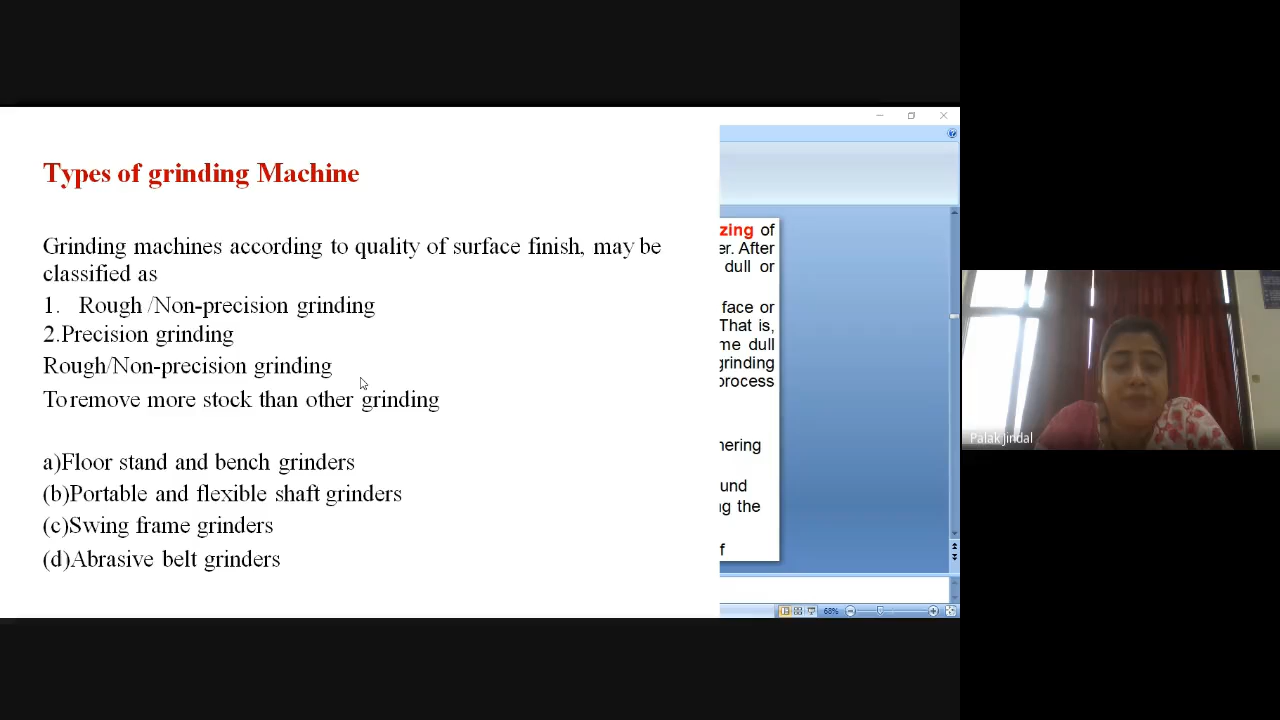 Types of grinding Machine
Grinding machines according to quality of surface finish, may be
classified as
1. Rough /Non-precision grinding
2.Precision grinding
Rough/Non-precision grinding
To remove more stock than other grinding
a)Floor stand and bench grinders
(b)Portable and flexible shaft grinders
(c)Swing frame grinders
(d)Abrasive belt grinders
zing of
er. After
dull or
face or
That is,
me dull
grinding
process
hering
und
ng the
f
68%
Palak Jindal